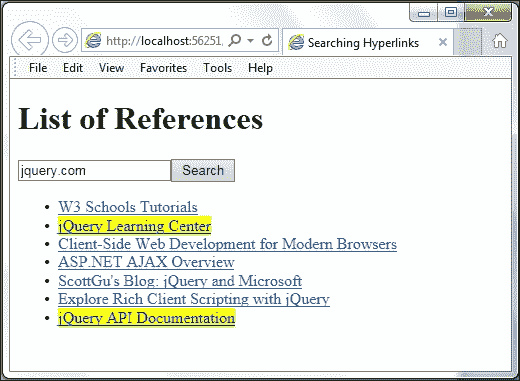 http://localhost:56251
Searching Hyperlinks
File Edit View Favorites Tools Help
List of References
jquery.com Search
W3 Schools Tutorials
jQuery Learning Center
Client-Side Web Development for Modern Browsers
ASP.NET AJAX Overview
ScottGu's Blog: jQuery and Microsoft
Explore Rich Client Scripting with jQuery
jQuery API Documentation